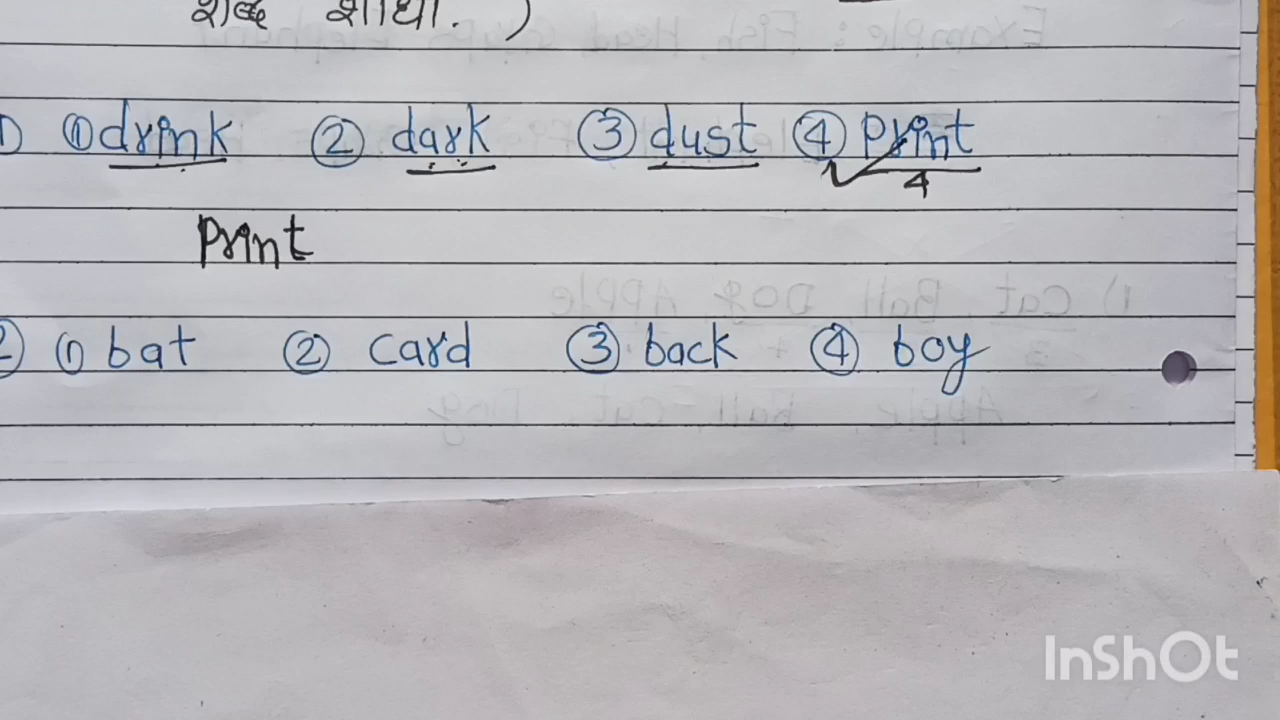 शब्द शोधा. )
1) ① drink ② dark ③ dust ④ print
4
print
2) ① bat ② card ③ back ④ boy
InShOt